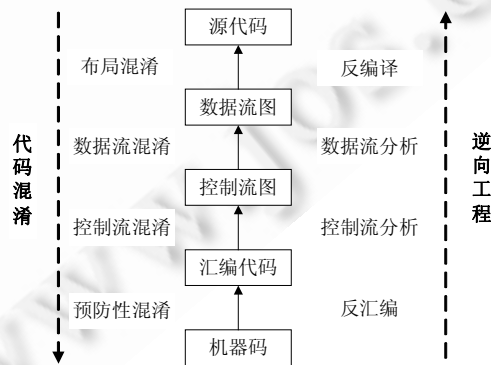 源代码
布局混淆
反编译
数据流图
数据流混淆
数据流分析
代码混淆
逆向工程
控制流图
控制流混淆
控制流分析
汇编代码
预防性混淆
反汇编
机器码